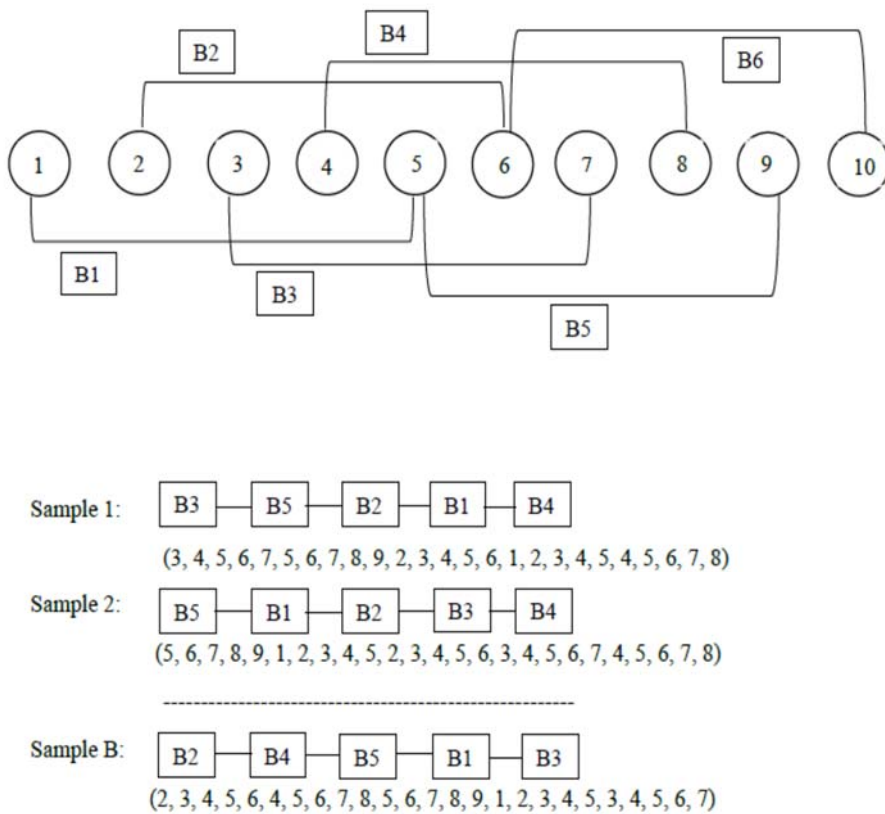 B4
B2
B6
1 2 3 4 5 6 7 8 9 10
B1
B3
B5
Sample 1: B3 B5 B2 B1 B4
(3, 4, 5, 6, 7, 5, 6, 7, 8, 9, 2, 3, 4, 5, 6, 1, 2, 3, 4, 5, 4, 5, 6, 7, 8)
Sample 2: B5 B1 B2 B3 B4
(5, 6, 7, 8, 9, 1, 2, 3, 4, 5, 2, 3, 4, 5, 6, 3, 4, 5, 6, 7, 4, 5, 6, 7, 8)
Sample B: B2 B4 B5 B1 B3
(2, 3, 4, 5, 6, 4, 5, 6, 7, 8, 5, 6, 7, 8, 9, 1, 2, 3, 4, 5, 3, 4, 5, 6, 7)